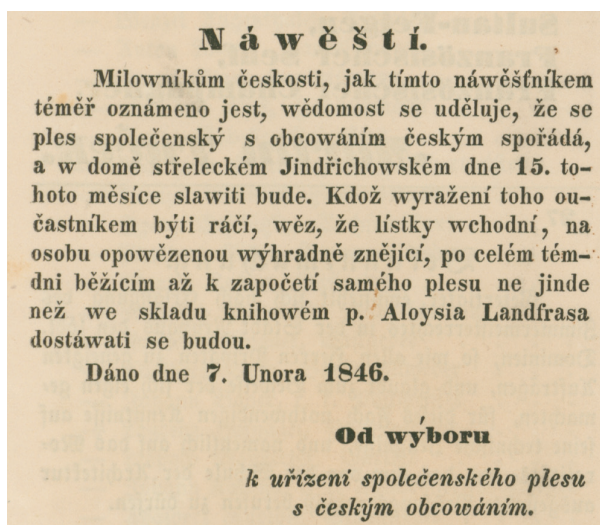 Náwěští.
Milowníkům českosti, jak tímto náwěšťníkem
téměř oznámeno jest, wědomost se uděluje, že se
ples společenský s obcowáním českým spořádá,
a w domě střeleckém Jindřichowském dne 15. to-
hoto měsíce slawiti bude. Kdož wyražení toho ou-
častníkem býti ráčí, wěz, že lístky wchodní, na
osobu opowězenou wýhradně znějící, po celém tém-
dni běžícím až k započetí samého plesu ne jinde
než we skladu knihowém p. Aloysia Landfrasa
dostáwati se budou.
Dáno dne 7. Unora 1846.
Od wýboru
k uřízení společenského plesu
s českým obcowáním.